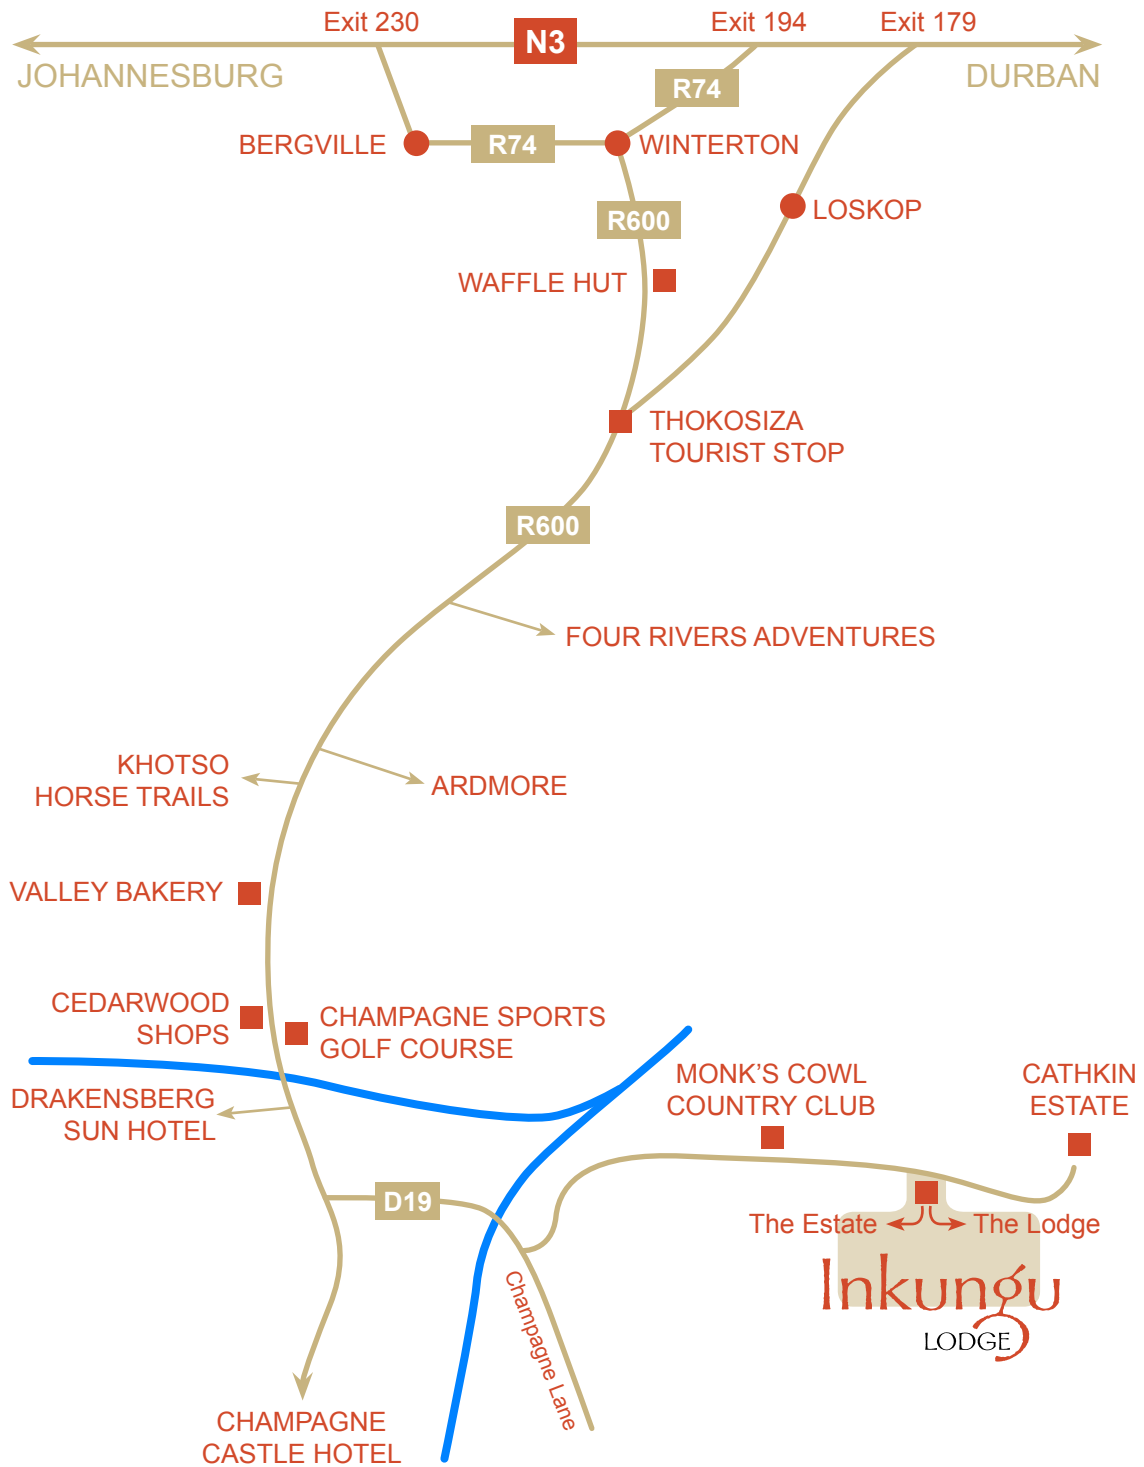 Exit 230
N3
Exit 194
Exit 179
JOHANNESBURG
DURBAN
R74
BERGVILLE
R74
WINTERTON
R600
LOSKOP
WAFFLE HUT
THOKOSIZA
TOURIST STOP
R600
FOUR RIVERS ADVENTURES
KHOTSO
HORSE TRAILS
ARDMORE
VALLEY BAKERY
CEDARWOOD
SHOPS
CHAMPAGNE SPORTS
GOLF COURSE
DRAKENSBERG
SUN HOTEL
MONK'S COWL
COUNTRY CLUB
CATHKIN
ESTATE
D19
The Estate
The Lodge
Inkungu
LODGE
Champagne Lane
CHAMPAGNE
CASTLE HOTEL